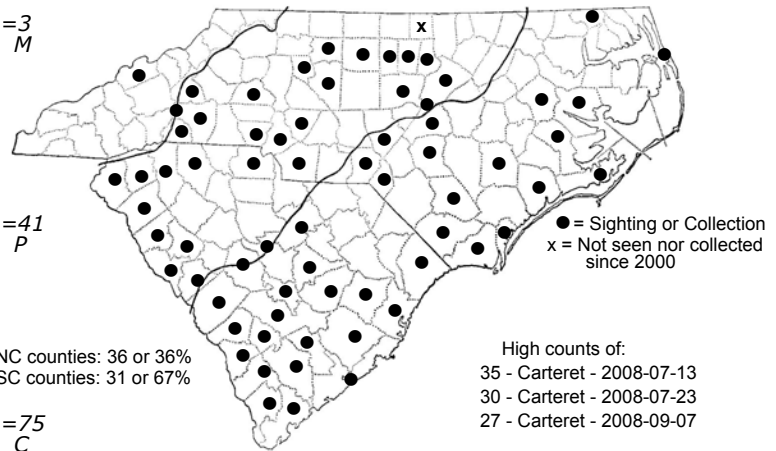 =3
M
x
=41
P
● = Sighting or Collection
x = Not seen nor collected
since 2000
NC counties: 36 or 36%
SC counties: 31 or 67%
High counts of:
35 - Carteret - 2008-07-13
30 - Carteret - 2008-07-23
27 - Carteret - 2008-09-07
=75
C